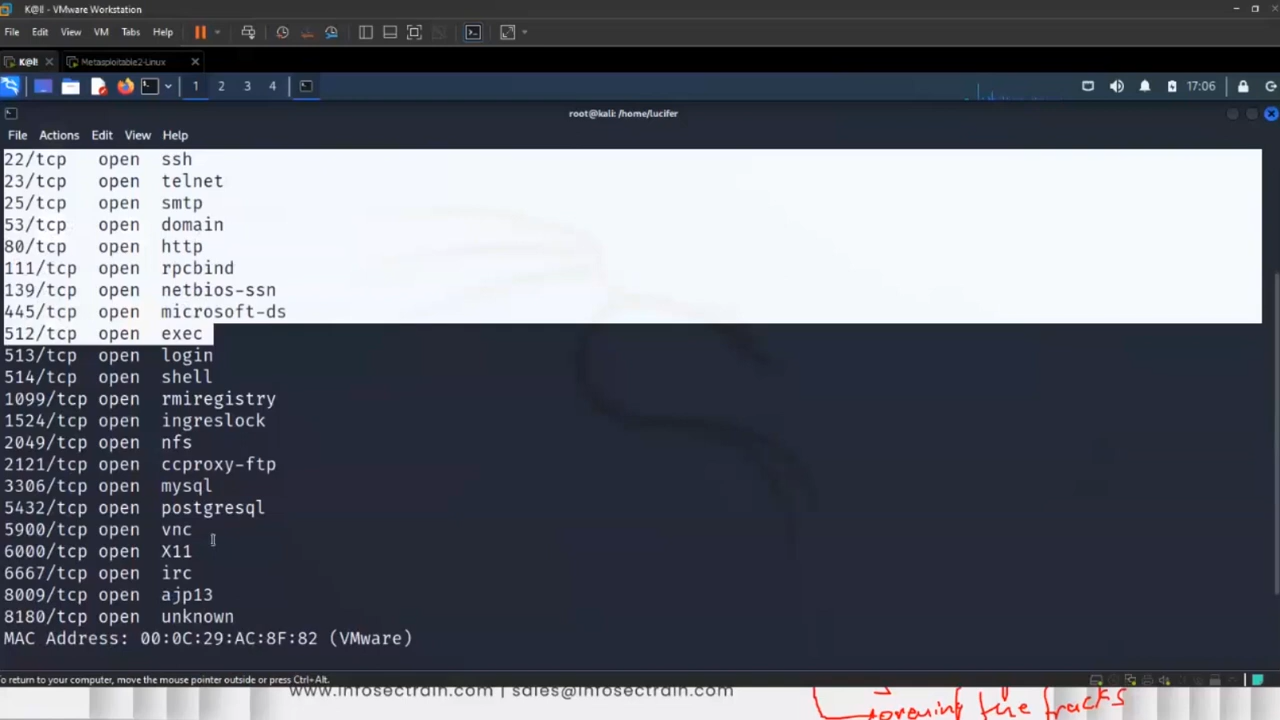 K@l! - VMware Workstation
File Edit View VM Tabs Help
K@l! Metasploitable2-Linux
1 2 3 4 17:06
root@kali: /home/lucifer
File Actions Edit View Help
22/tcp open ssh
23/tcp open telnet
25/tcp open smtp
53/tcp open domain
80/tcp open http
111/tcp open rpcbind
139/tcp open netbios-ssn
445/tcp open microsoft-ds
512/tcp open exec
513/tcp open login
514/tcp open shell
1099/tcp open rmiregistry
1524/tcp open ingreslock
2049/tcp open nfs
2121/tcp open ccproxy-ftp
3306/tcp open mysql
5432/tcp open postgresql
5900/tcp open vnc
6000/tcp open X11
6667/tcp open irc
8009/tcp open ajp13
8180/tcp open unknown
MAC Address: 00:0C:29:AC:8F:82 (VMware)
To return to your computer, move the mouse pointer outside or press Ctrl+Alt.
www.infosectrain.com | sales@infosectrain.com
the tracks